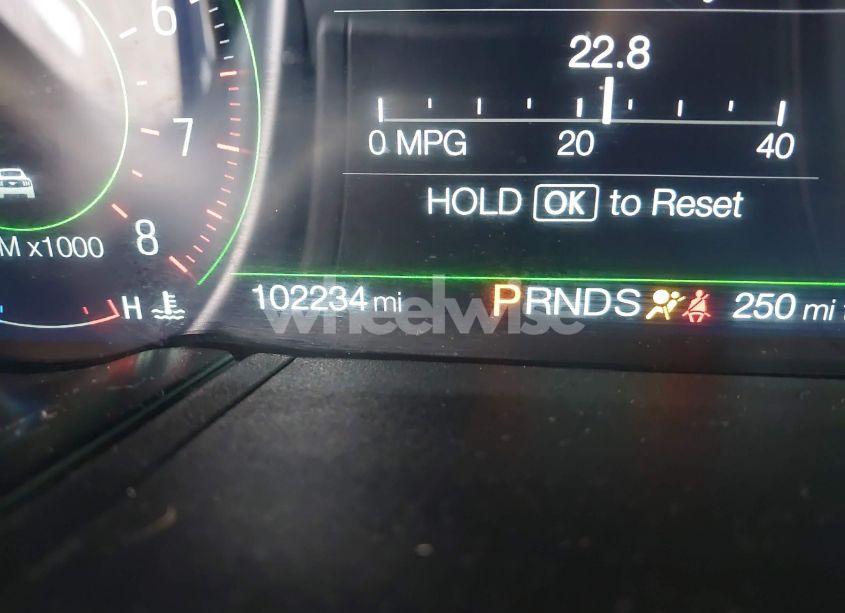 6
22.8
7
0 MPG 20 40
HOLD OK to Reset
8
x1000
H
102234 mi PRNDS 250 mi
wheelwise